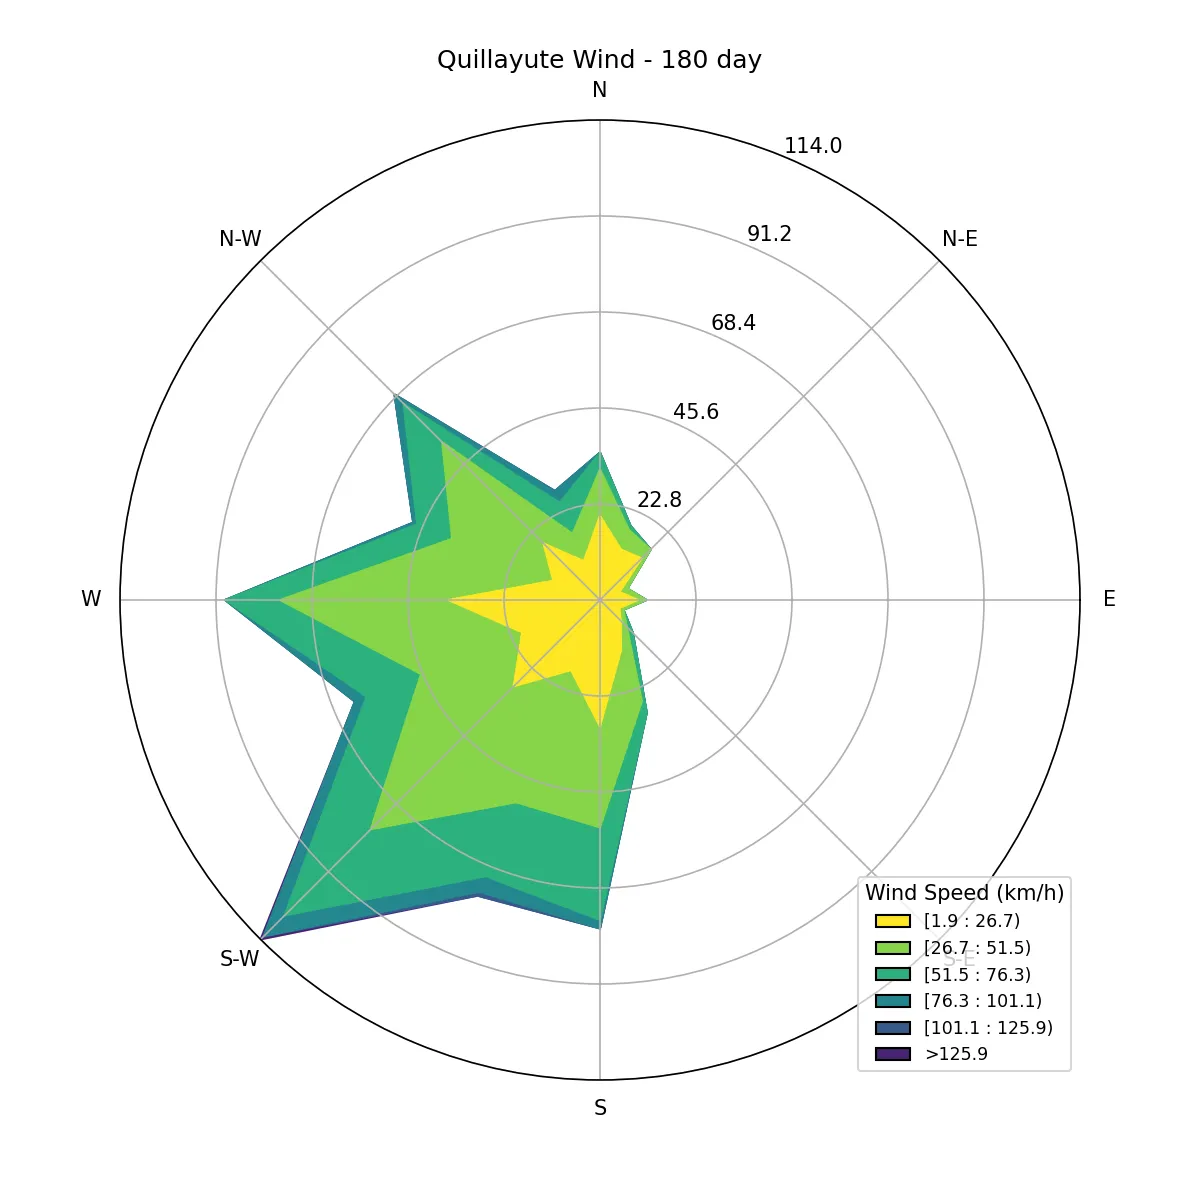 Quillayute Wind - 180 day
N
114.0
N-W
91.2
N-E
68.4
45.6
22.8
W
E
S-W
S-E
S
Wind Speed (km/h)
[1.9 : 26.7)
[26.7 : 51.5)
[51.5 : 76.3)
[76.3 : 101.1)
[101.1 : 125.9)
>125.9